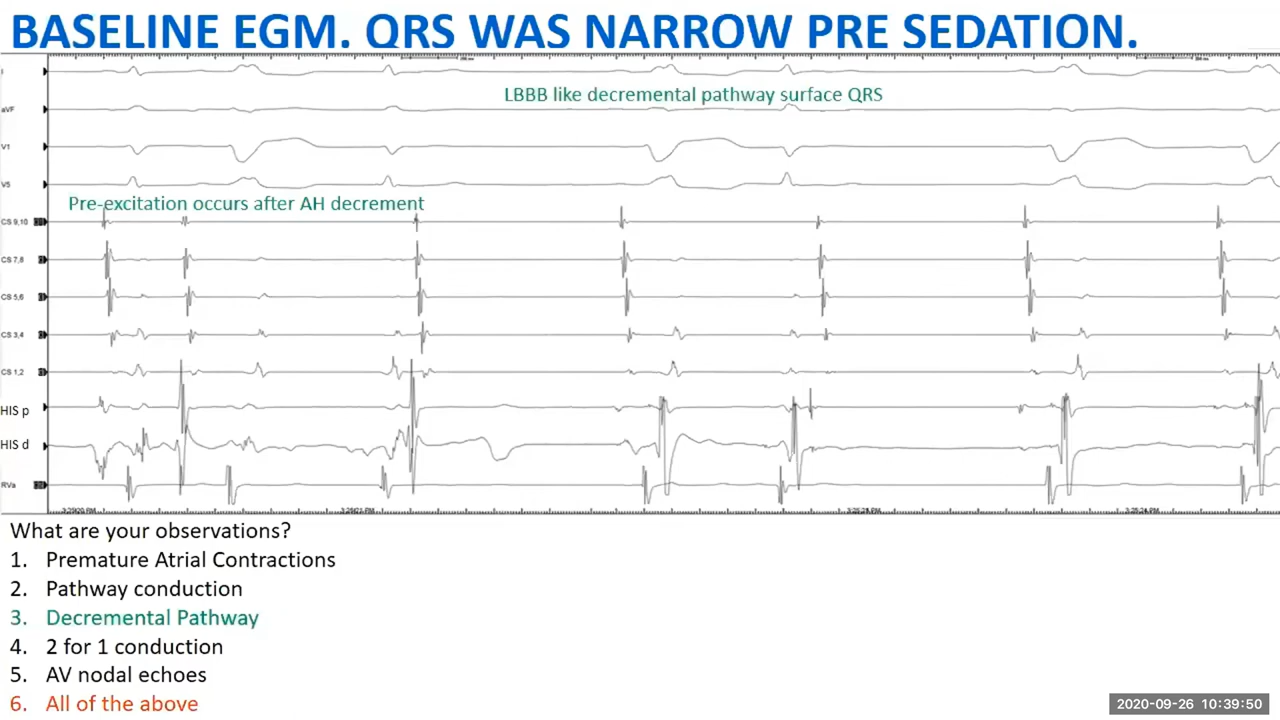 BASELINE EGM. QRS WAS NARROW PRE SEDATION.
I
aVF
LBBB like decremental pathway surface QRS
V1
V5
Pre-excitation occurs after AH decrement
CS 9,10
CS 7,8
CS 5,6
CS 3,4
CS 1,2
HIS p
HIS d
RVa
What are your observations?
1. Premature Atrial Contractions
2. Pathway conduction
3. Decremental Pathway
4. 2 for 1 conduction
5. AV nodal echoes
6. All of the above
2020-09-26 10:39:50